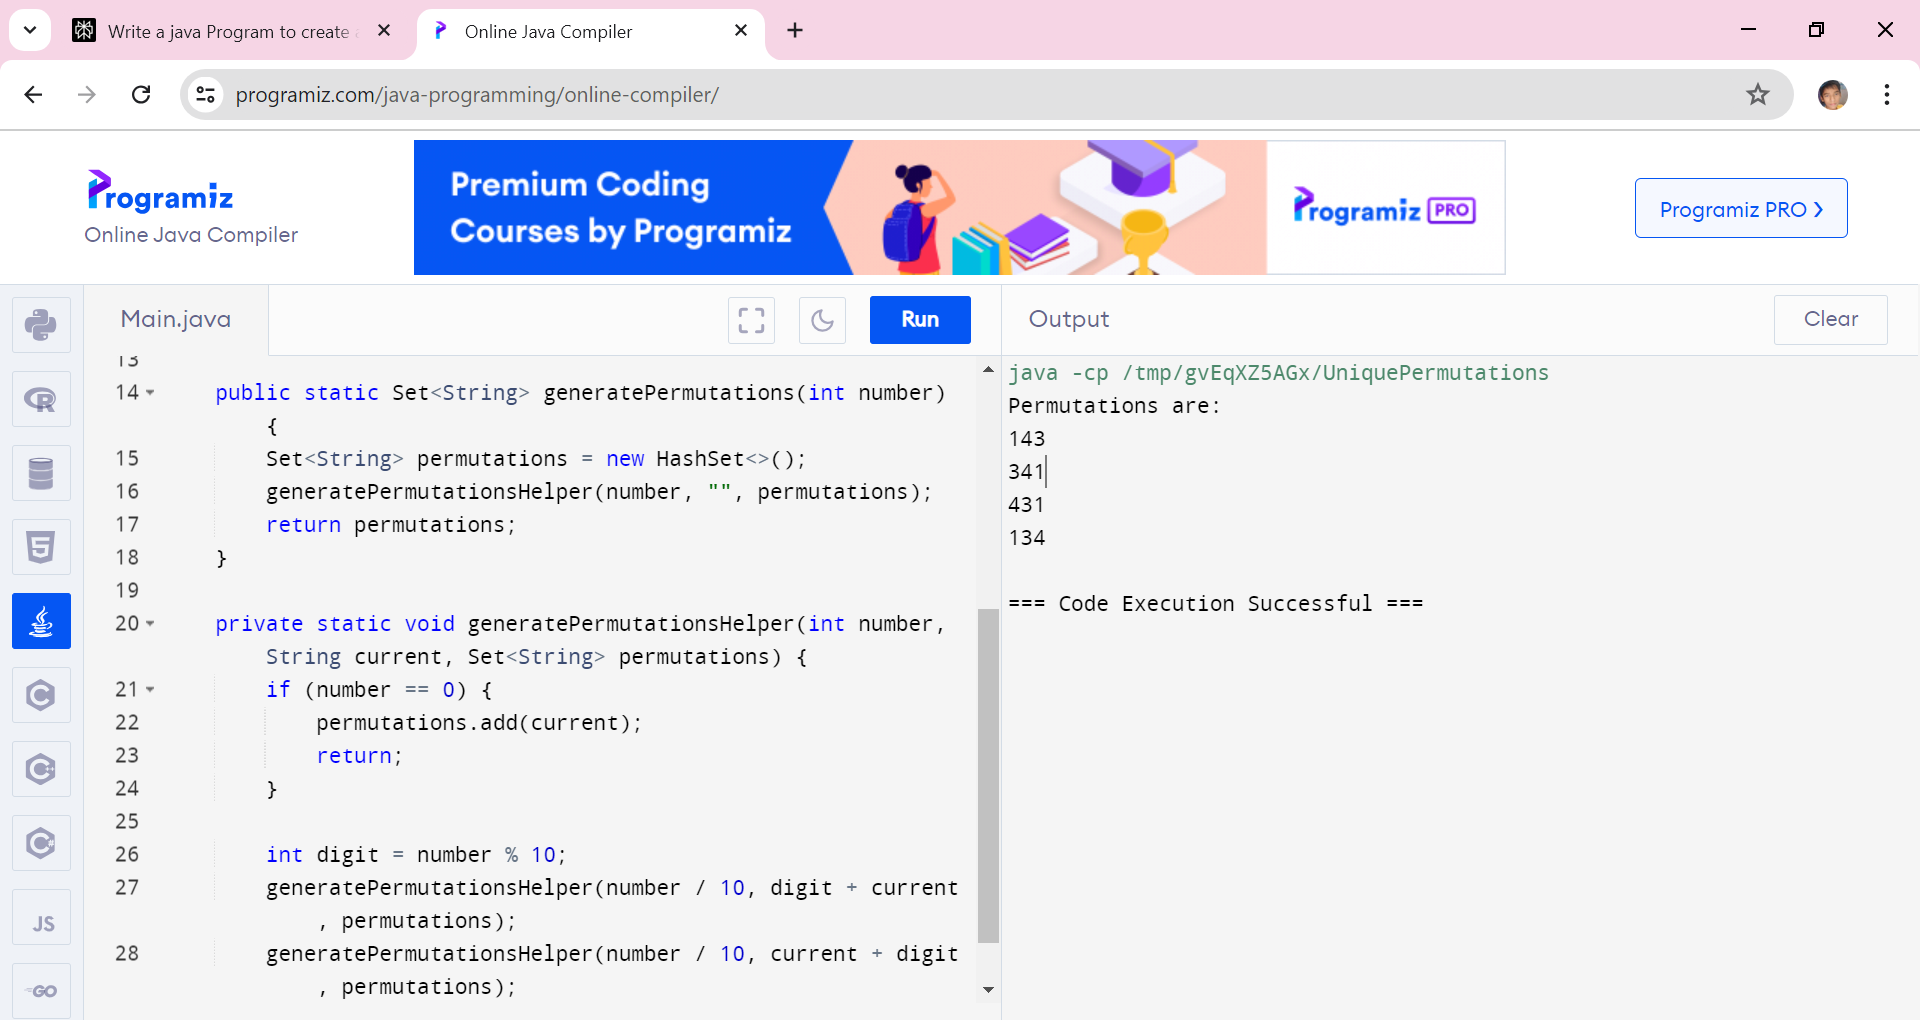 Write a java Program to create a
Online Java Compiler
programiz.com/java-programming/online-compiler/
Programiz
Online Java Compiler
Premium Coding
Courses by Programiz
Programiz PRO
Programiz PRO ❯
Main.java
Run
Output
Clear
13
14 public static Set<String> generatePermutations(int number)
{
15 Set<String> permutations = new HashSet<>();
16 generatePermutationsHelper(number, "", permutations);
17 return permutations;
18 }
19
20 private static void generatePermutationsHelper(int number,
String current, Set<String> permutations) {
21 if (number == 0) {
22 permutations.add(current);
23 return;
24 }
25
26 int digit = number % 10;
27 generatePermutationsHelper(number / 10, digit + current
, permutations);
28 generatePermutationsHelper(number / 10, current + digit
, permutations);
java -cp /tmp/gvEqXZ5AGx/UniquePermutations
Permutations are:
143
341
431
134
=== Code Execution Successful ===
R
5
C
C+
C#
JS
GO